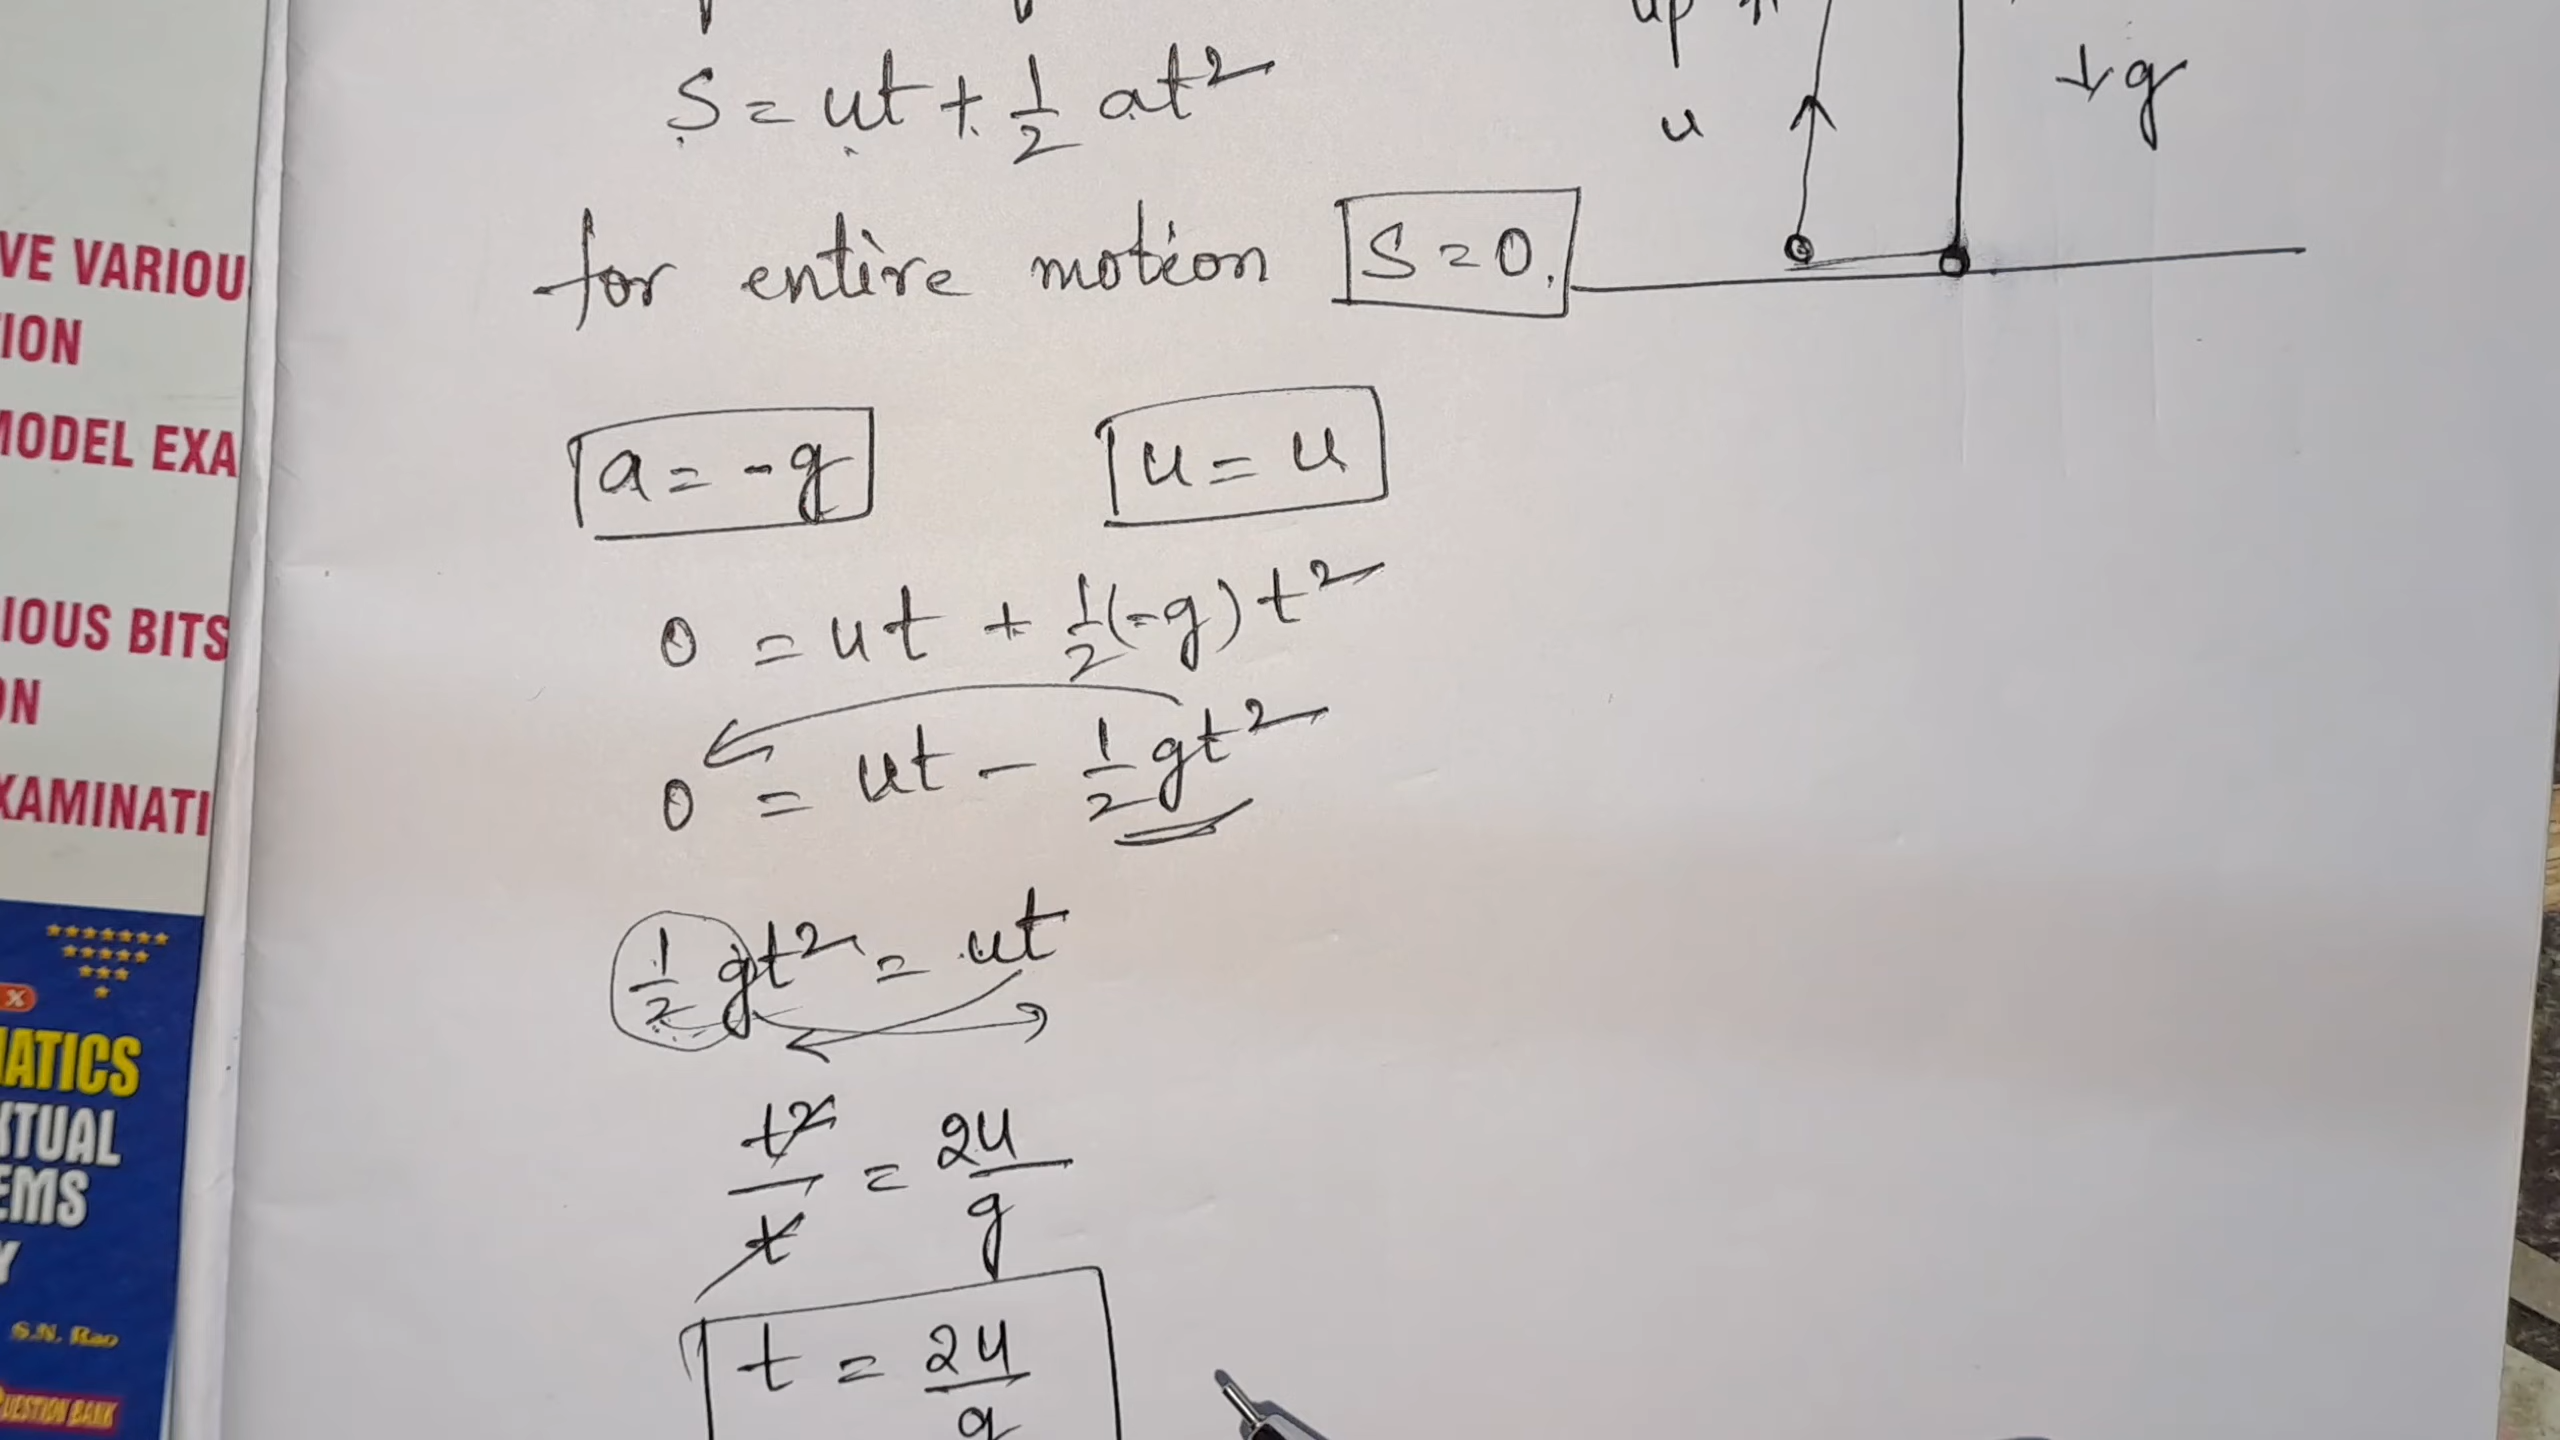 up
S = ut + 1/2 at²
u
↓g
for entire motion S = 0.
a = -g
u = u
0 = ut + 1/2 (-g) t²
0 = ut - 1/2 gt²
1/2 gt² = ut
t²/t = 2u/g
t = 2u/g
VE VARIOU
ION
MODEL EXA
IOUS BITS
ON
XAMINATI
X
MATICS
XTUAL
EMS
Y
S.N. Rao
QUESTION BANK